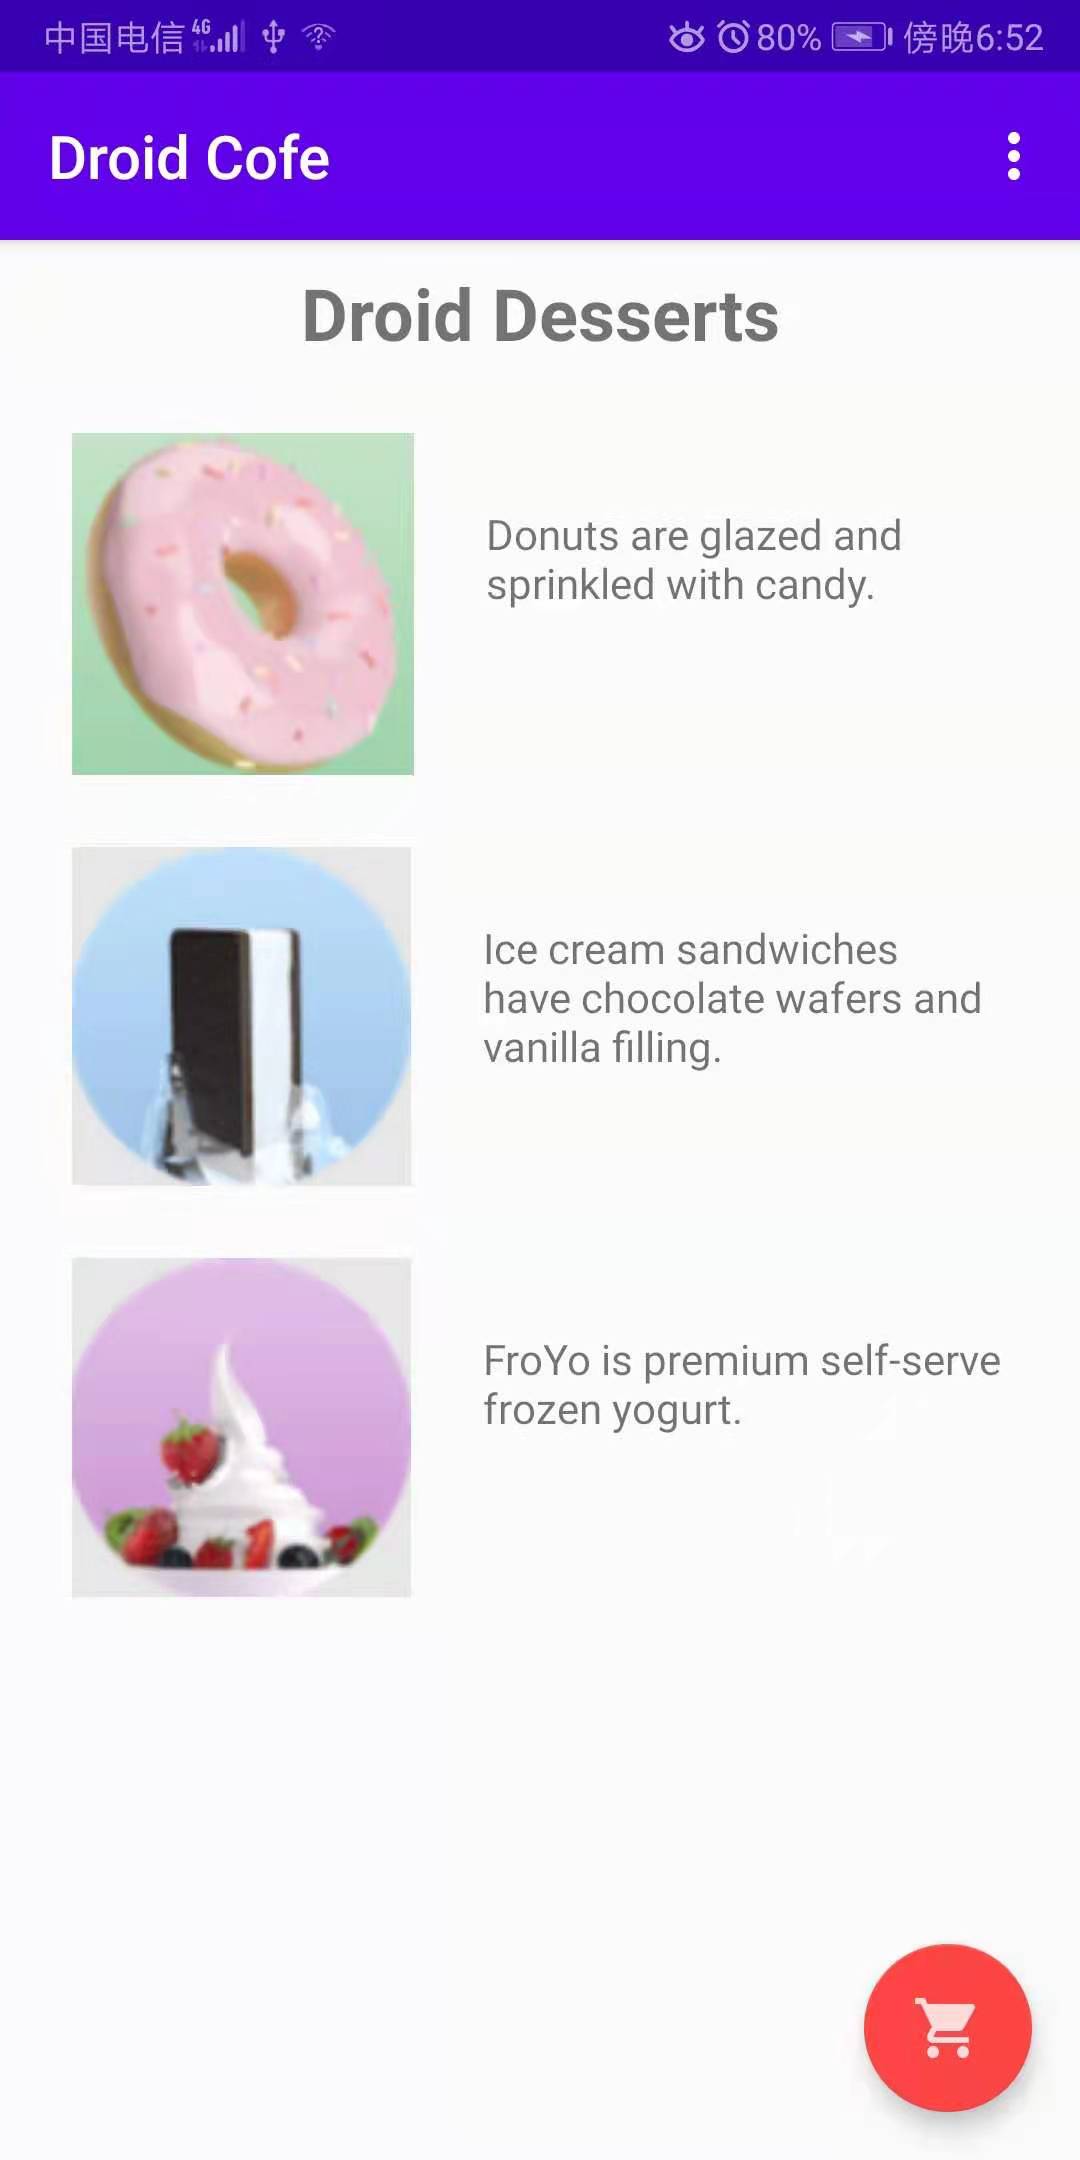 中国电信 4G 80% 傍晚6:52
Droid Cofe
Droid Desserts
Donuts are glazed and
sprinkled with candy.
Ice cream sandwiches
have chocolate wafers and
vanilla filling.
FroYo is premium self-serve
frozen yogurt.